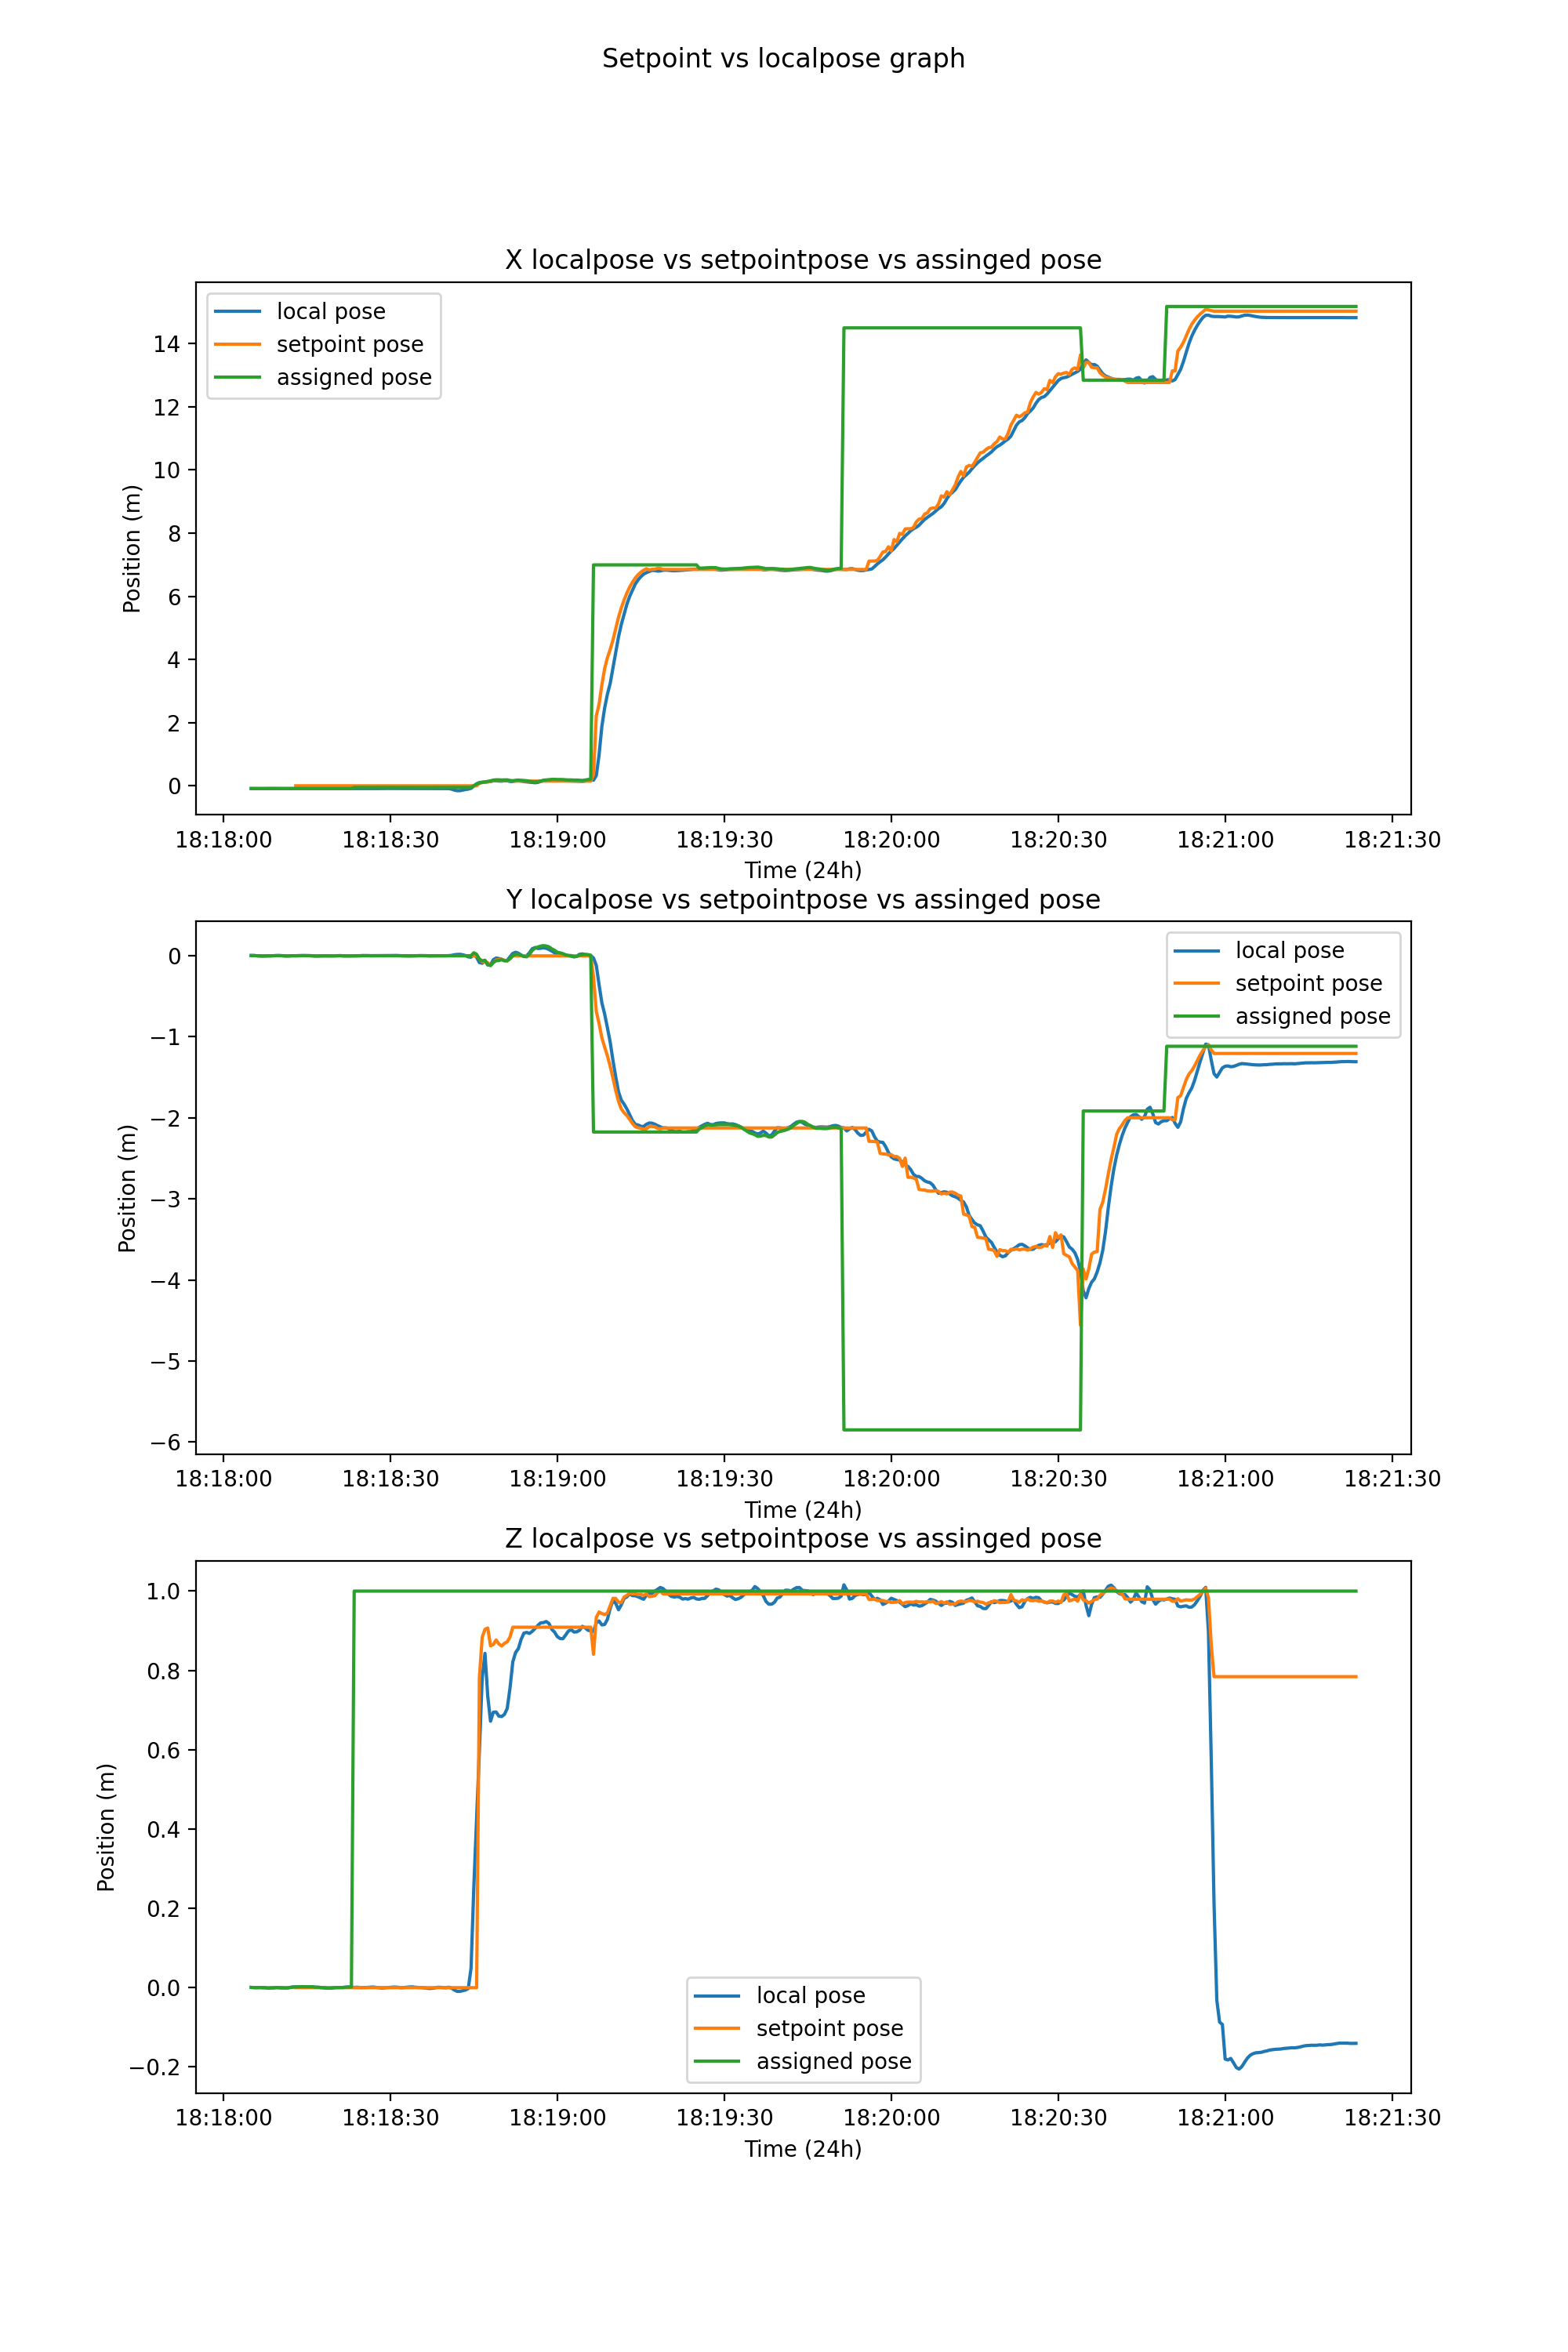 Setpoint vs localpose graph
X localpose vs setpointpose vs assinged pose
local pose
setpoint pose
assigned pose
14
12
10
8
6
4
2
0
Position (m)
18:18:00 18:18:30 18:19:00 18:19:30 18:20:00 18:20:30 18:21:00 18:21:30
Time (24h)
Y localpose vs setpointpose vs assinged pose
local pose
setpoint pose
assigned pose
0
−1
−2
−3
−4
−5
−6
Position (m)
18:18:00 18:18:30 18:19:00 18:19:30 18:20:00 18:20:30 18:21:00 18:21:30
Time (24h)
Z localpose vs setpointpose vs assinged pose
1.0
0.8
0.6
0.4
0.2
0.0
−0.2
Position (m)
local pose
setpoint pose
assigned pose
18:18:00 18:18:30 18:19:00 18:19:30 18:20:00 18:20:30 18:21:00 18:21:30
Time (24h)